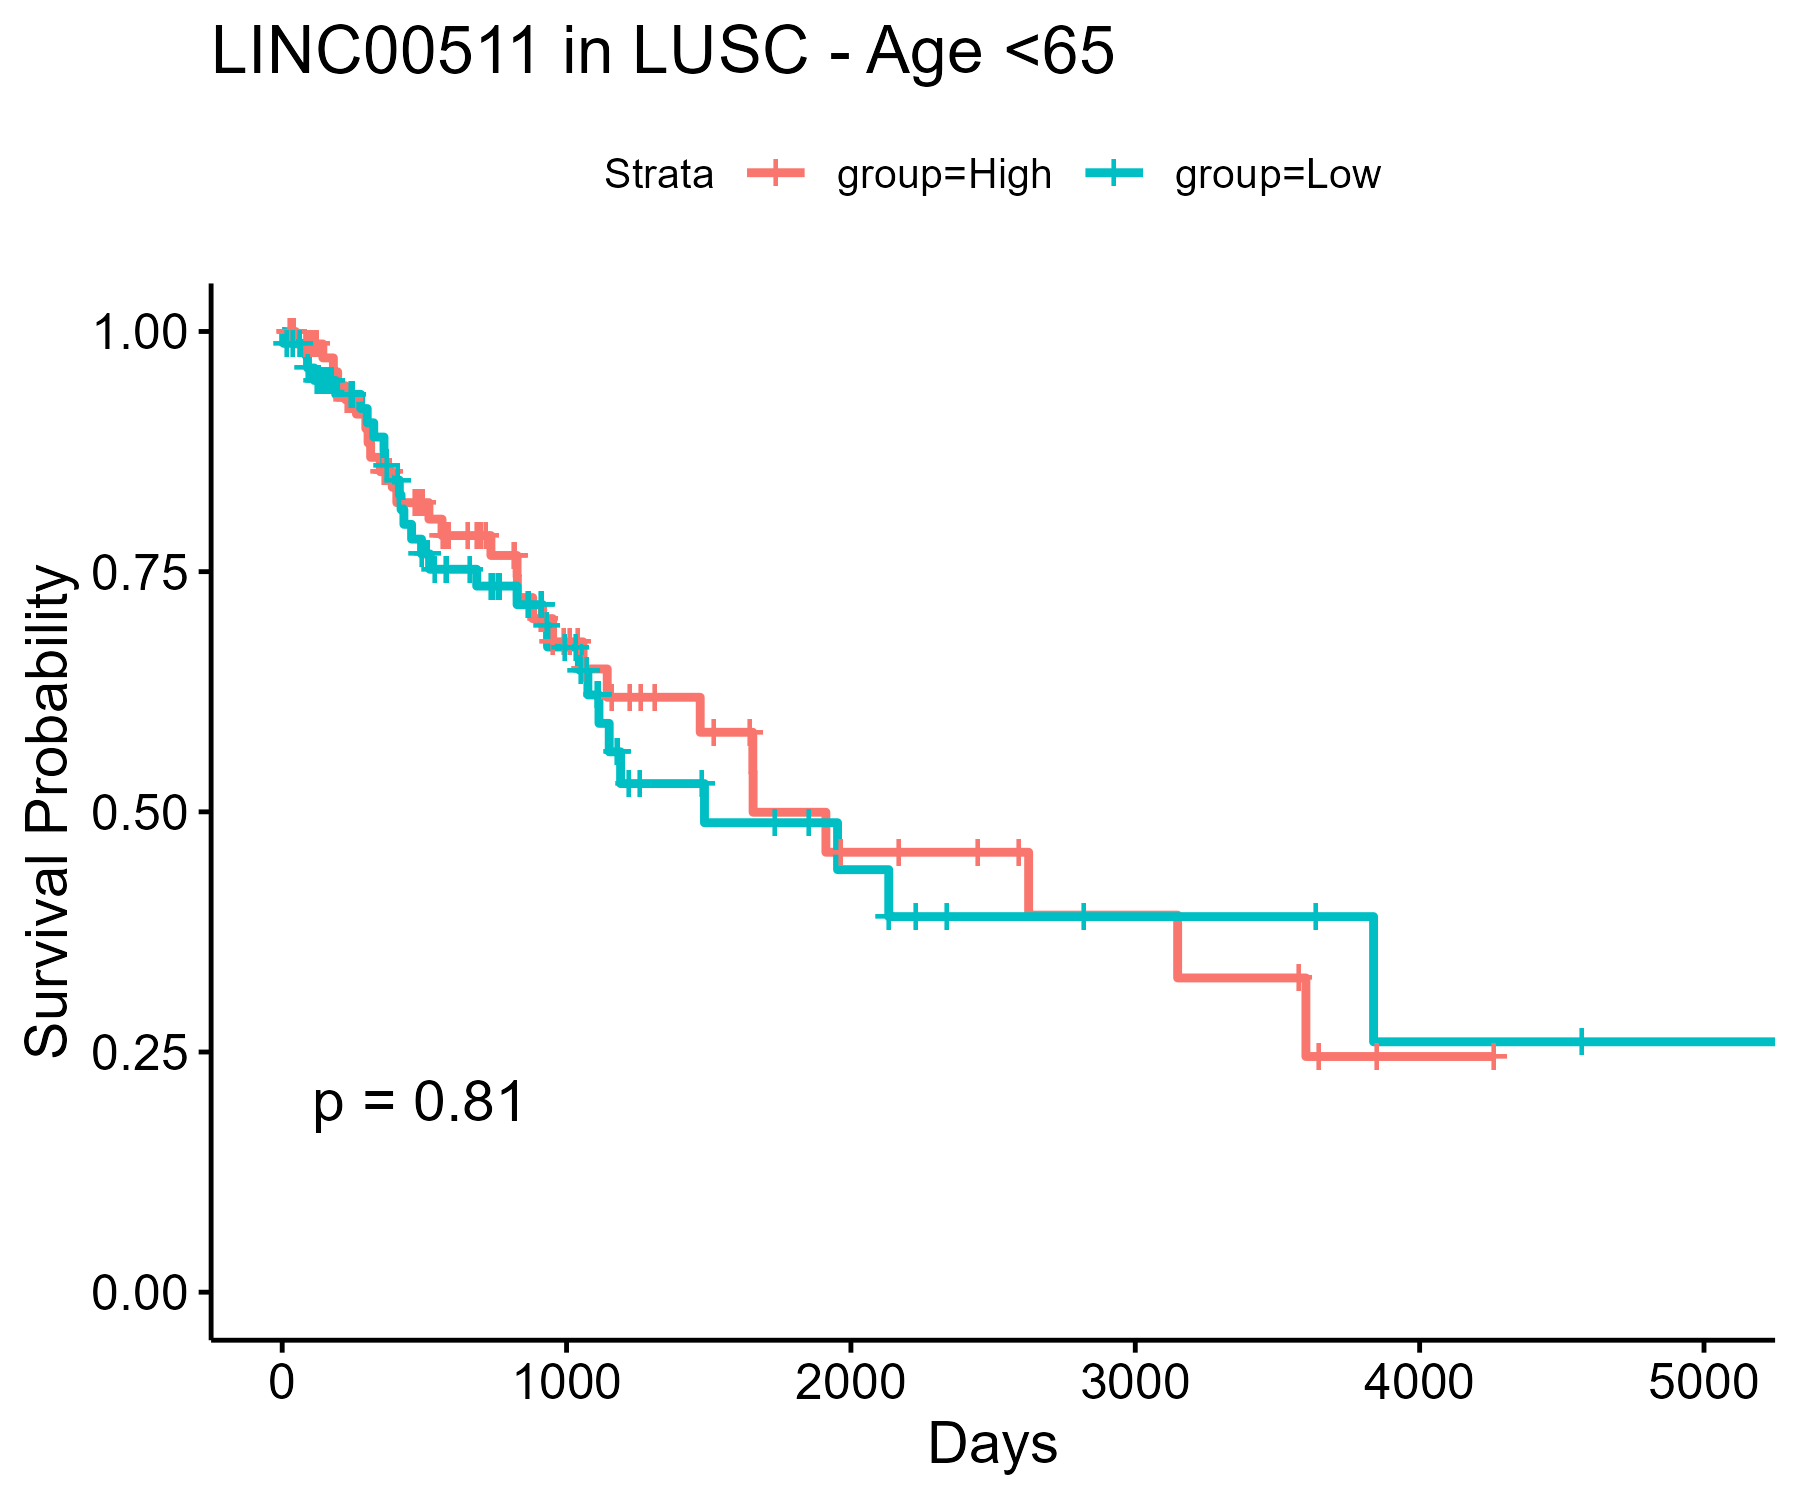 LINC00511 in LUSC - Age <65
Strata group=High group=Low
Survival Probability
1.00
0.75
0.50
0.25
0.00
p = 0.81
0 1000 2000 3000 4000 5000
Days